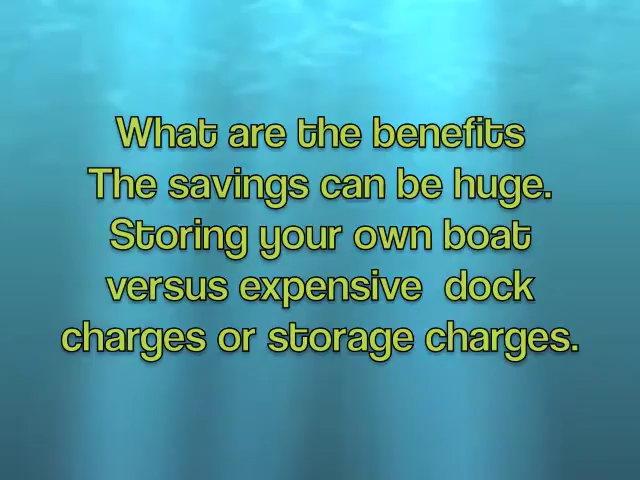 What are the benefits
The savings can be huge.
Storing your own boat
versus expensive  dock
charges or storage charges.